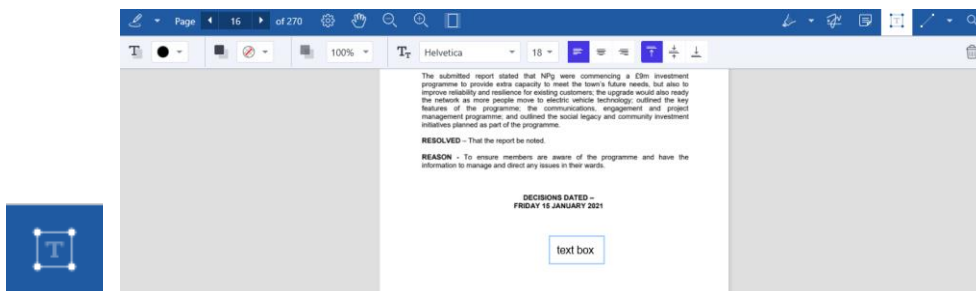 Page 16 of 270
T 100% TT Helvetica 18
The submitted report stated that NPg were commencing a £9m investment
programme to provide extra capacity to meet the town's future needs, but also to
improve reliability and resilience for existing customers; the upgrade would also ready
the network as more people move to electric vehicle technology; outlined the key
features of the programme; the communications, engagement and project
management programme; and outlined the social legacy and community investment
initiatives planned as part of the programme.
RESOLVED – That the report be noted.
REASON - To ensure members are aware of the programme and have the
information to manage and direct any issues in their wards.
DECISIONS DATED –
FRIDAY 15 JANUARY 2021
text box
T